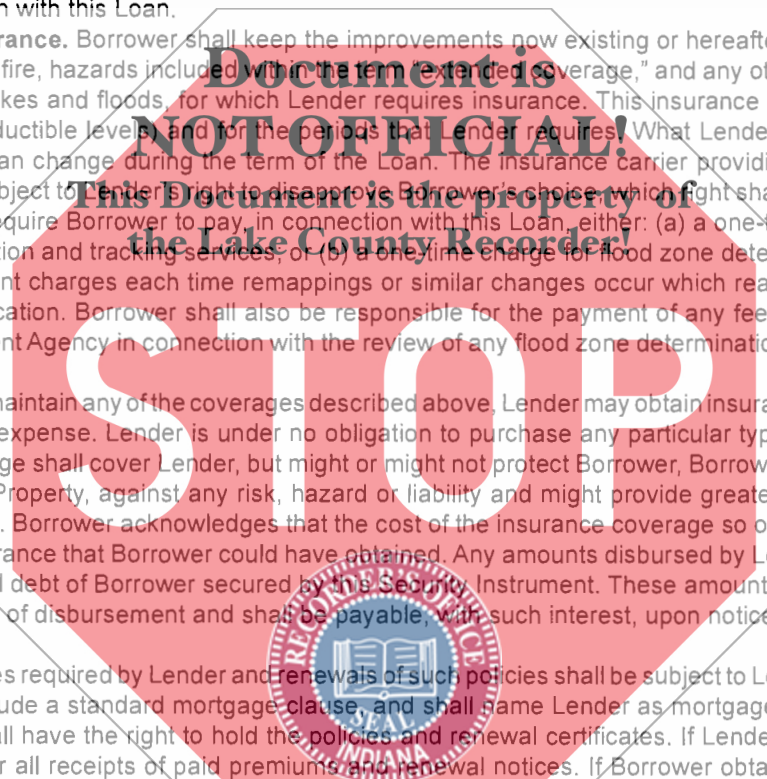 n with this Loan.
rance. Borrower shall keep the improvements now existing or hereafte
Document is
fire, hazards included within the term "extended coverage," and any ot
kes and floods, for which Lender requires insurance. This insurance
NOT OFFICIAL!
ductible levels) and for the periods that Lender requires. What Lende
an change during the term of the Loan. The insurance carrier providi
This Document is the property of
bject to Lender's right to disapprove Borrower's choice, which right sha
quire Borrower to pay, in connection with this Loan, either: (a) a one-t
the Lake County Recorder!
ion and tracking services; or (b) a one-time charge for flood zone dete
nt charges each time remappings or similar changes occur which rea
cation. Borrower shall also be responsible for the payment of any fee
nt Agency in connection with the review of any flood zone determinatio
STOP
naintain any of the coverages described above, Lender may obtain insura
expense. Lender is under no obligation to purchase any particular typ
ge shall cover Lender, but might or might not protect Borrower, Borrow
Property, against any risk, hazard or liability and might provide greate
. Borrower acknowledges that the cost of the insurance coverage so o
rance that Borrower could have obtained. Any amounts disbursed by L
l debt of Borrower secured by this Security Instrument. These amount
of disbursement and shall be payable, with such interest, upon notice
RECORDER'S OFFICE
es required by Lender and renewals of such policies shall be subject to L
ude a standard mortgage clause, and shall name Lender as mortgag
SEAL
ll have the right to hold the policies and renewal certificates. If Lende
INDIANA
r all receipts of paid premiums and renewal notices. If Borrower obta